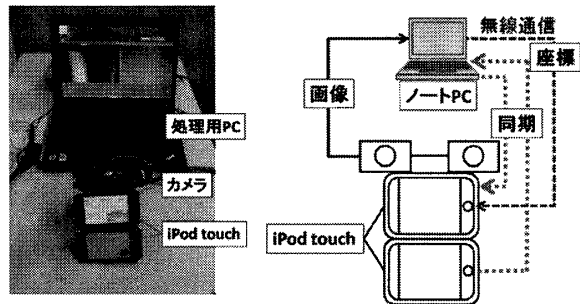 処理用PC
カメラ
iPod touch
無線通信
座標
画像
ノートPC
同期
iPod touch